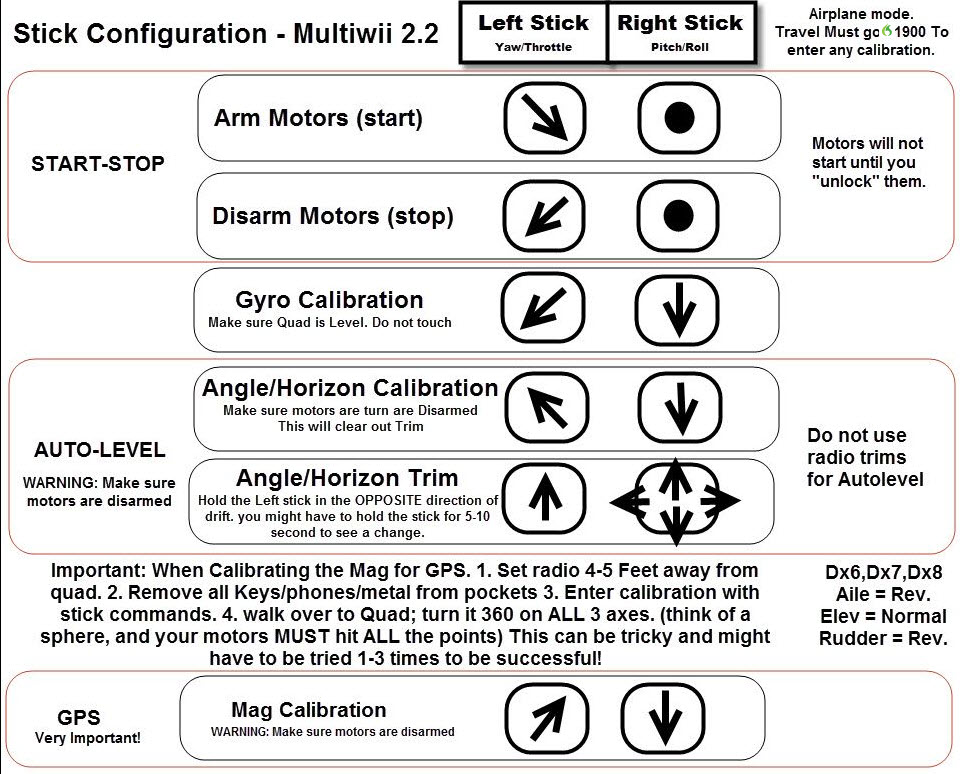 Stick Configuration - Multiwii 2.2
Left Stick
Yaw/Throttle
Right Stick
Pitch/Roll
Airplane mode.
Travel Must go 1900 To
enter any calibration.
START-STOP
Arm Motors (start)
Disarm Motors (stop)
Motors will not
start until you
"unlock" them.
Gyro Calibration
Make sure Quad is Level. Do not touch
AUTO-LEVEL
WARNING: Make sure
motors are disarmed
Angle/Horizon Calibration
Make sure motors are turn are Disarmed
This will clear out Trim
Angle/Horizon Trim
Hold the Left stick in the OPPOSITE direction of
drift. you might have to hold the stick for 5-10
second to see a change.
Do not use
radio trims
for Autolevel
Important: When Calibrating the Mag for GPS. 1. Set radio 4-5 Feet away from
quad. 2. Remove all Keys/phones/metal from pockets 3. Enter calibration with
stick commands. 4. walk over to Quad; turn it 360 on ALL 3 axes. (think of a
sphere, and your motors MUST hit ALL the points) This can be tricky and might
have to be tried 1-3 times to be successful!
Dx6,Dx7,Dx8
Aile = Rev.
Elev = Normal
Rudder = Rev.
GPS
Very Important!
Mag Calibration
WARNING: Make sure motors are disarmed